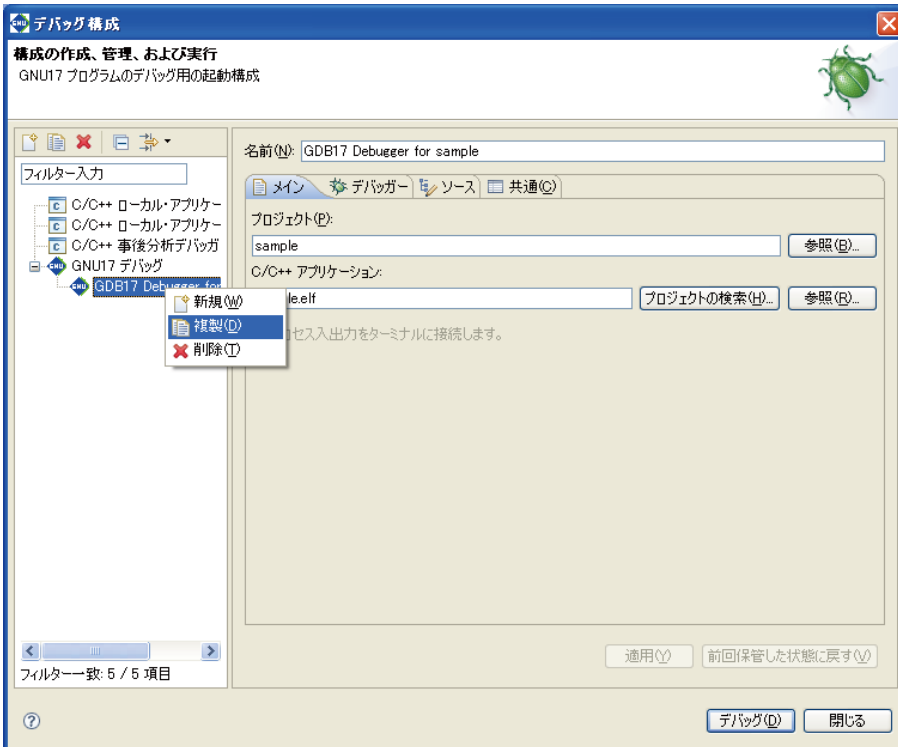 デバッグ構成
構成の作成、管理、および実行
GNU17 プログラムのデバッグ用の起動構成
フィルター入力
C/C++ ローカル・アプリケー
C/C++ ローカル・アプリケー
C/C++ 事後分析デバッガ
GNU17 デバッグ
GDB17 Debugger for
新規(W)
複製(D)
削除(T)
フィルター一致: 5 / 5 項目
名前(N): GDB17 Debugger for sample
メイン デバッガー ソース 共通(C)
プロジェクト(P):
sample 参照(B)...
C/C++ アプリケーション:
le.elf プロジェクトの検索(H)... 参照(R)...
ロセス入出力をターミナルに接続します。
適用(Y) 前回保管した状態に戻す(V)
デバッグ(D) 閉じる